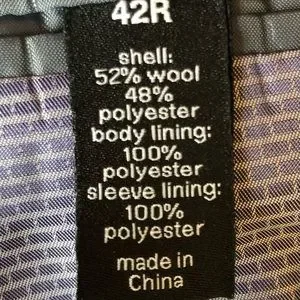 42R
shell:
52% wool
48%
polyester
body lining:
100%
polyester
sleeve lining:
100%
polyester
made in
China